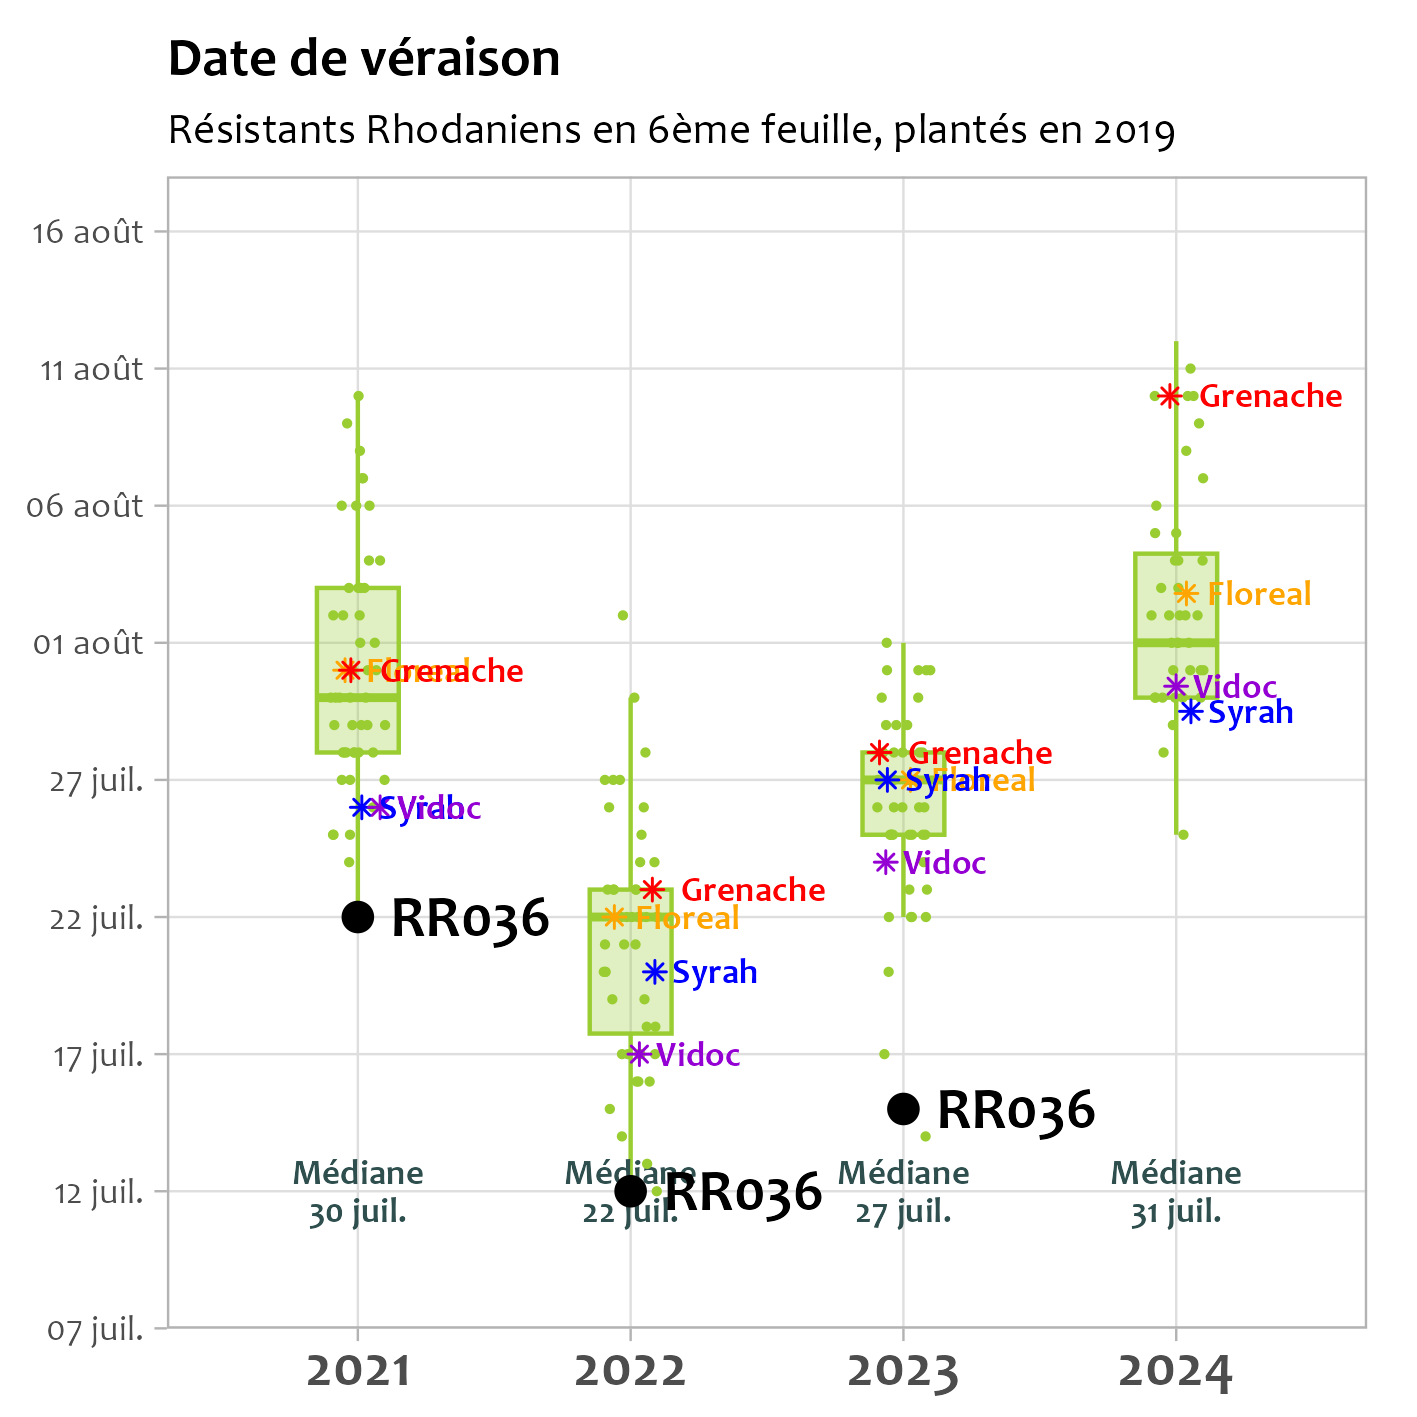 Date de véraison
Résistants Rhodaniens en 6ème feuille, plantés en 2019
16 août
11 août
06 août
01 août
27 juil.
22 juil.
17 juil.
12 juil.
07 juil.
Floreal
Grenache
Syrah
Vidoc
RR036
Médiane
30 juil.
Grenache
Floreal
Syrah
Vidoc
RR036
Médiane
22 juil.
Grenache
Syrah
Floreal
Vidoc
RR036
Médiane
27 juil.
Grenache
Floreal
Vidoc
Syrah
Médiane
31 juil.
2021
2022
2023
2024